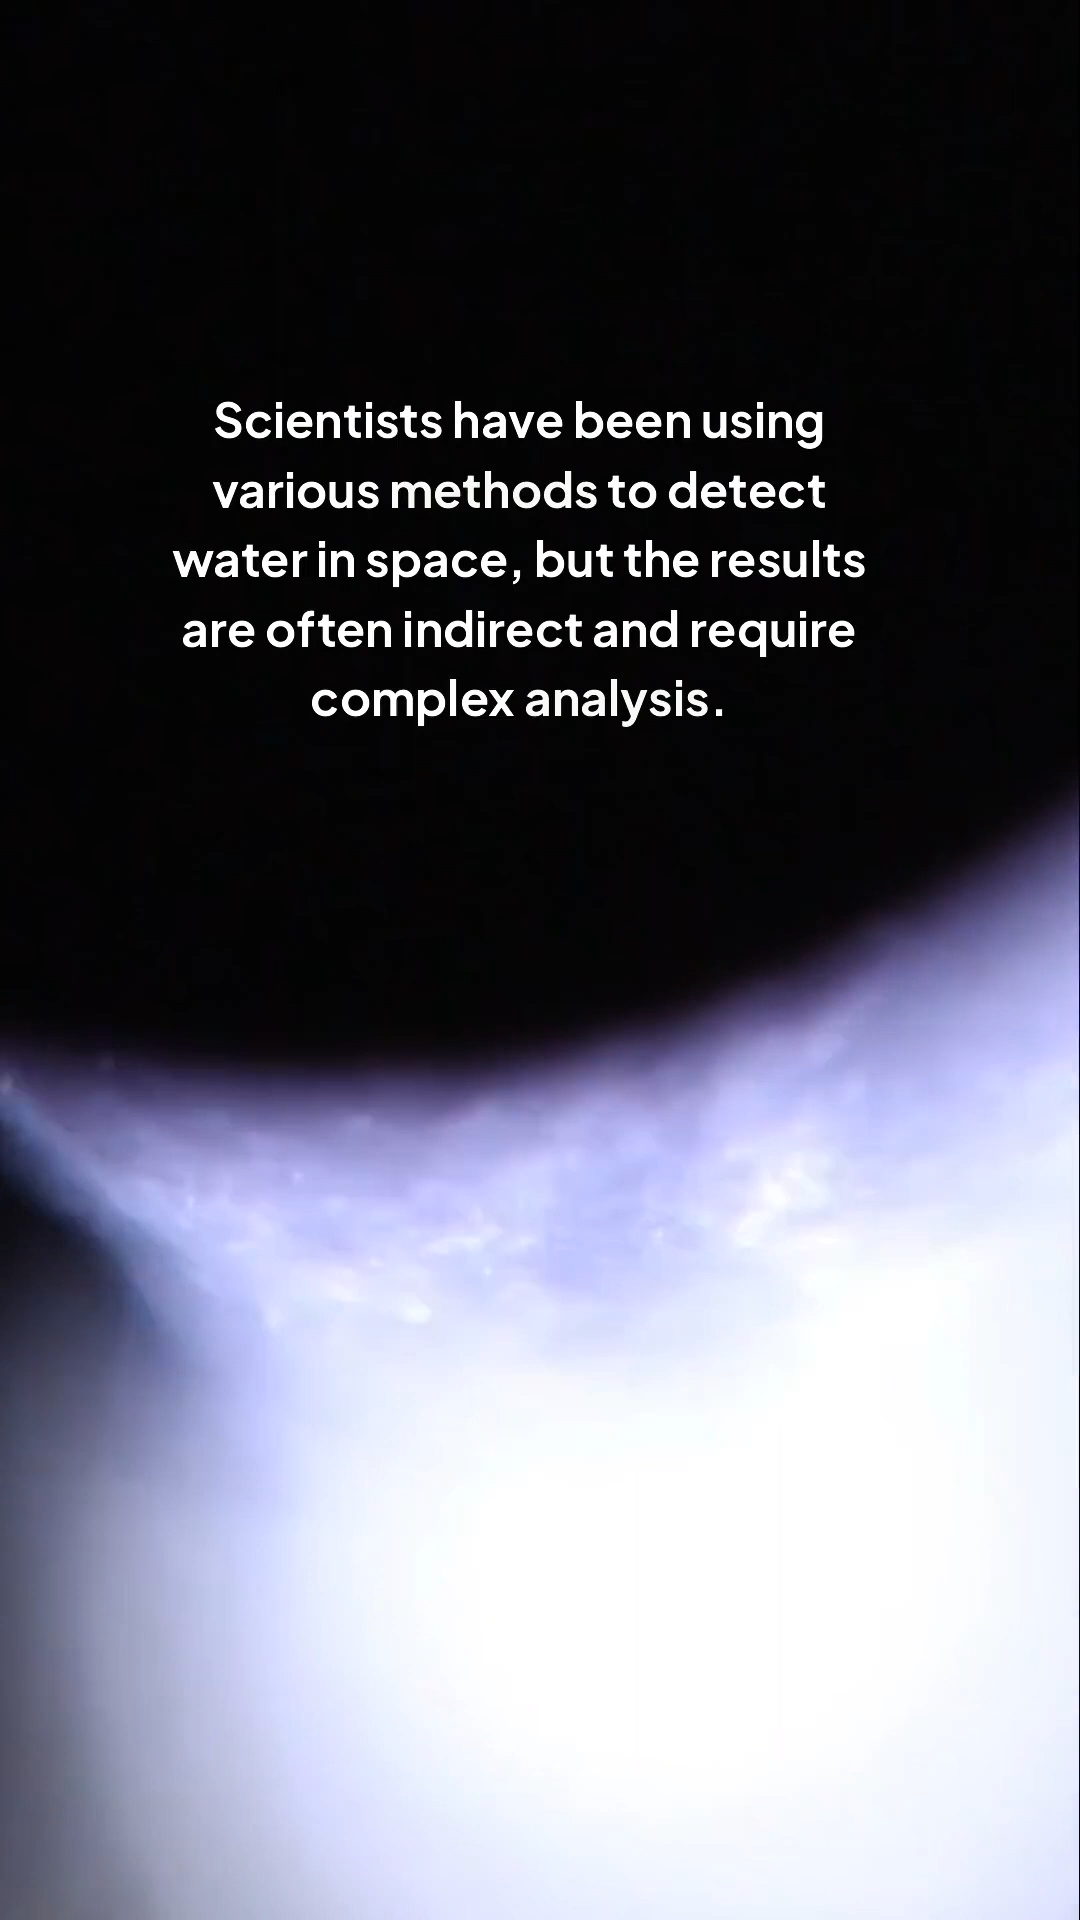 Scientists have been using
various methods to detect
water in space, but the results
are often indirect and require
complex analysis.